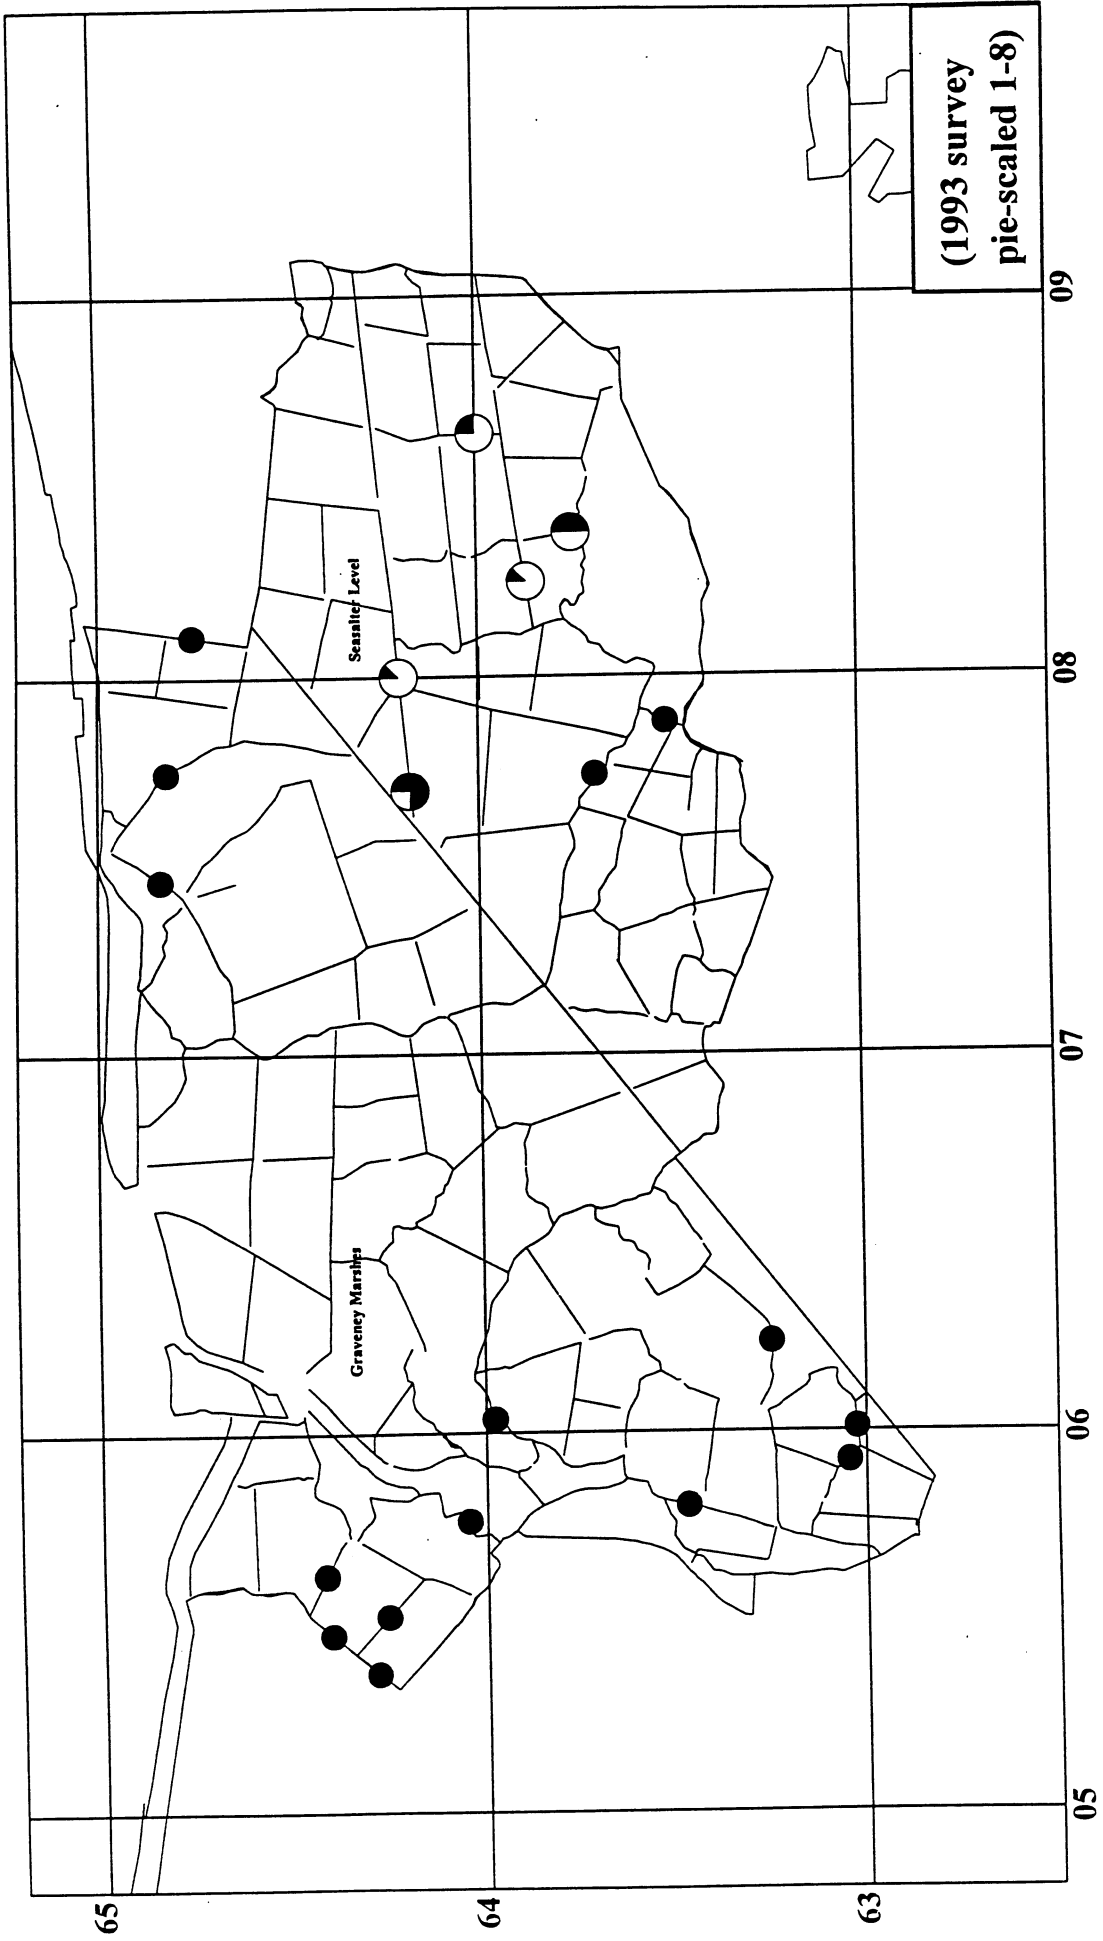 (1993 survey
pie-scaled 1-8)
Seasalter Level
Graveney Marshes
65
64
63
05
06
07
08
09